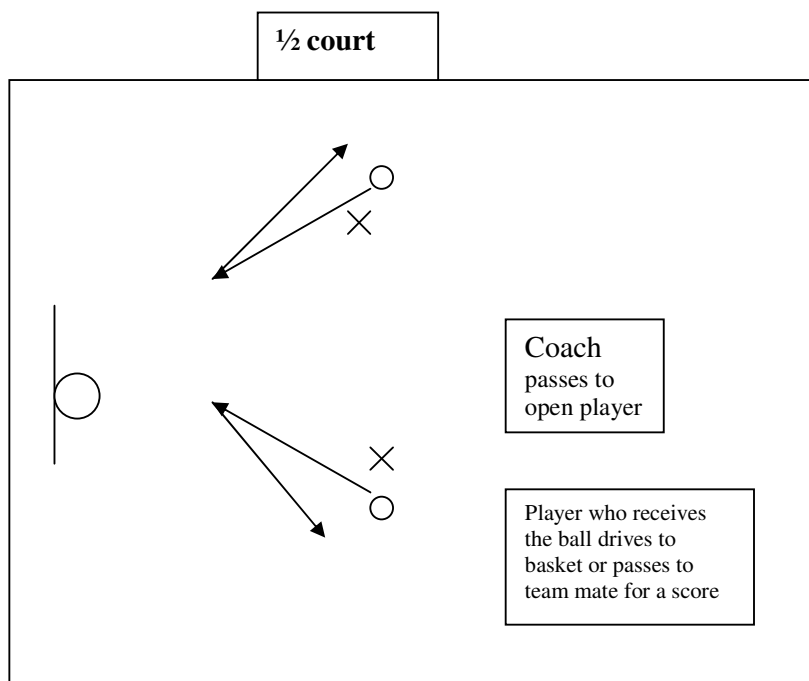 ½ court
Coach
passes to
open player
Player who receives
the ball drives to
basket or passes to
team mate for a score